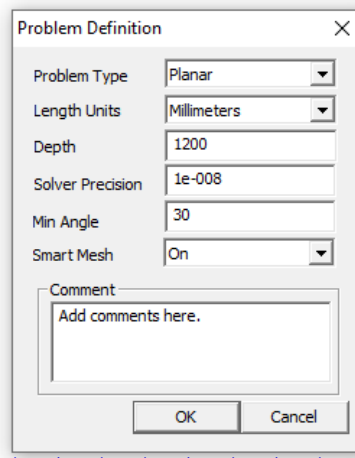 Problem Definition
Problem Type Planar
Length Units Millimeters
Depth 1200
Solver Precision 1e-008
Min Angle 30
Smart Mesh On
Comment
Add comments here.
OK Cancel